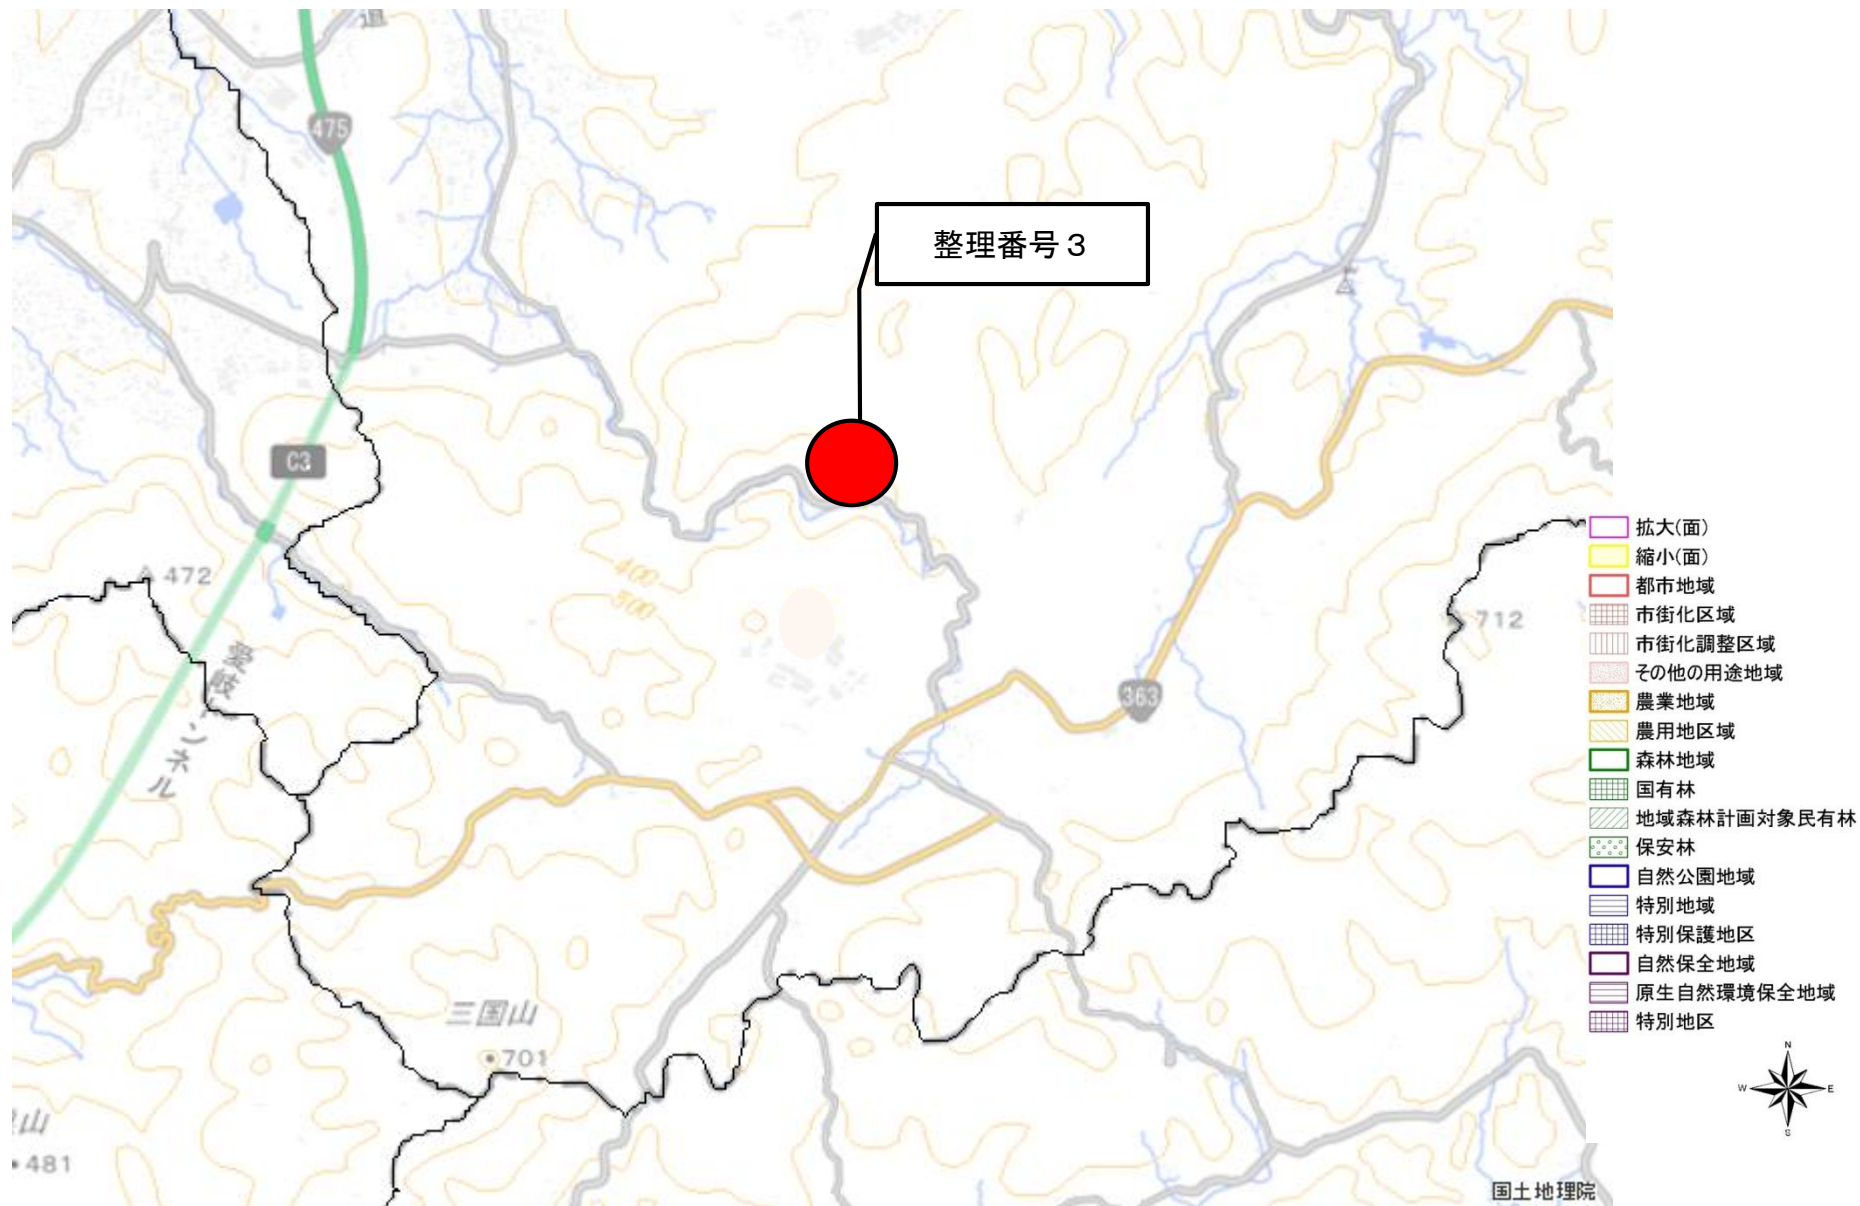 道
475
整理番号３
C3
400
500
472
愛岐トンネル
363
712
三国山
701
山
481
拡大(面)
縮小(面)
都市地域
市街化区域
市街化調整区域
その他の用途地域
農業地域
農用地区域
森林地域
国有林
地域森林計画対象民有林
保安林
自然公園地域
特別地域
特別保護地区
自然保全地域
原生自然環境保全地域
特別地区
N
W
E
S
国土地理院